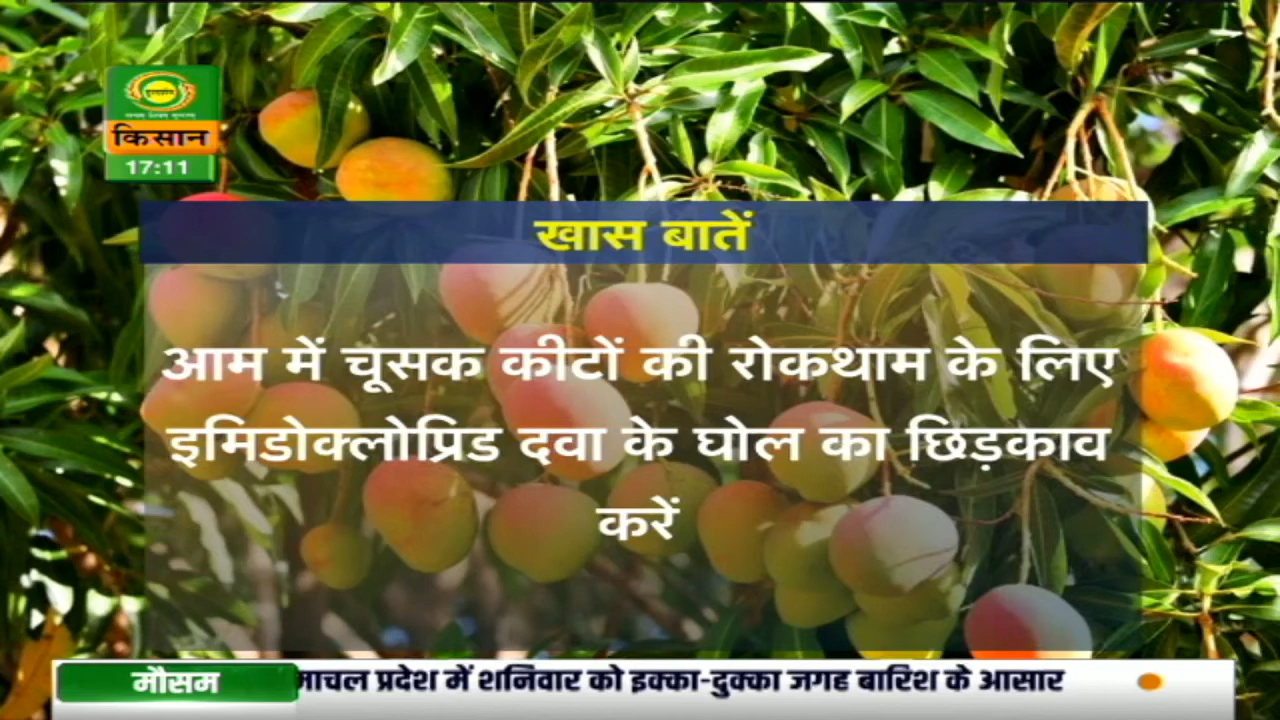 किसान
17:11
खास बातें
आम में चूसक कीटों की रोकथाम के लिए
इमिडोक्लोप्रिड दवा के घोल का छिड़काव
करें
मौसम
माचल प्रदेश में शनिवार को इक्का-दुक्का जगह बारिश के आसार